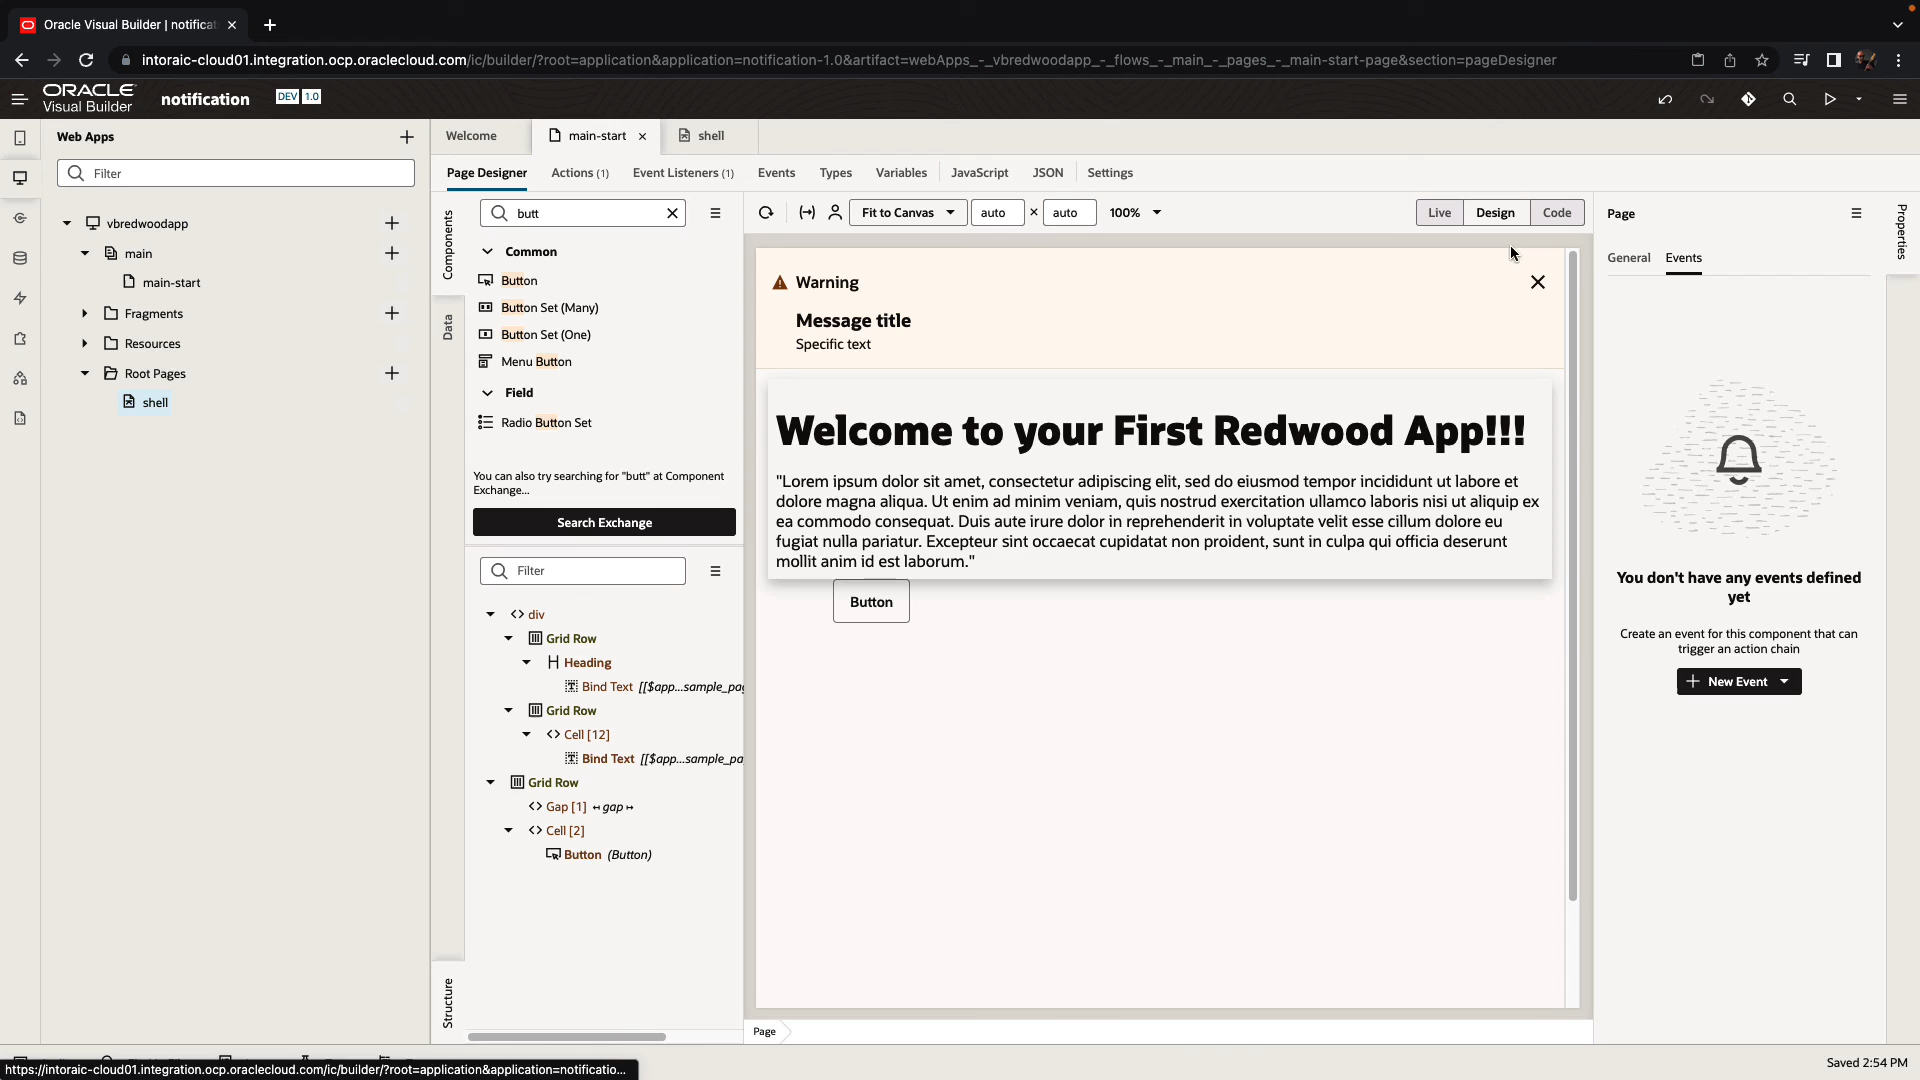 Oracle Visual Builder | notificat
intoraic-cloud01.integration.ocp.oraclecloud.com/ic/builder/?root=application&application=notification-1.0&artifact=webApps_-_vbredwoodapp_-_flows_-_main_-_pages_-_main-start-page&section=pageDesigner
ORACLE
Visual Builder
notification
DEV 1.0
Web Apps
Filter
vbredwoodapp
main
main-start
Fragments
Resources
Root Pages
shell
Welcome
main-start
shell
Page Designer
Actions (1)
Event Listeners (1)
Events
Types
Variables
JavaScript
JSON
Settings
Components
Data
Structure
butt
Common
Button
Button Set (Many)
Button Set (One)
Menu Button
Field
Radio Button Set
You can also try searching for "butt" at Component
Exchange...
Search Exchange
Filter
div
Grid Row
Heading
Bind Text [[$app...sample_pag
Grid Row
Cell [12]
Bind Text [[$app...sample_pa
Grid Row
Gap [1] gap
Cell [2]
Button (Button)
Fit to Canvas
auto
auto
100%
Live
Design
Code
Warning
Message title
Specific text
Welcome to your First Redwood App!!!
"Lorem ipsum dolor sit amet, consectetur adipiscing elit, sed do eiusmod tempor incididunt ut labore et
dolore magna aliqua. Ut enim ad minim veniam, quis nostrud exercitation ullamco laboris nisi ut aliquip ex
ea commodo consequat. Duis aute irure dolor in reprehenderit in voluptate velit esse cillum dolore eu
fugiat nulla pariatur. Excepteur sint occaecat cupidatat non proident, sunt in culpa qui officia deserunt
mollit anim id est laborum."
Button
Page
Page
General
Events
You don't have any events defined
yet
Create an event for this component that can
trigger an action chain
New Event
Properties
Saved 2:54 PM
https://intoraic-cloud01.integration.ocp.oraclecloud.com/ic/builder/?root=application&application=notificatio...